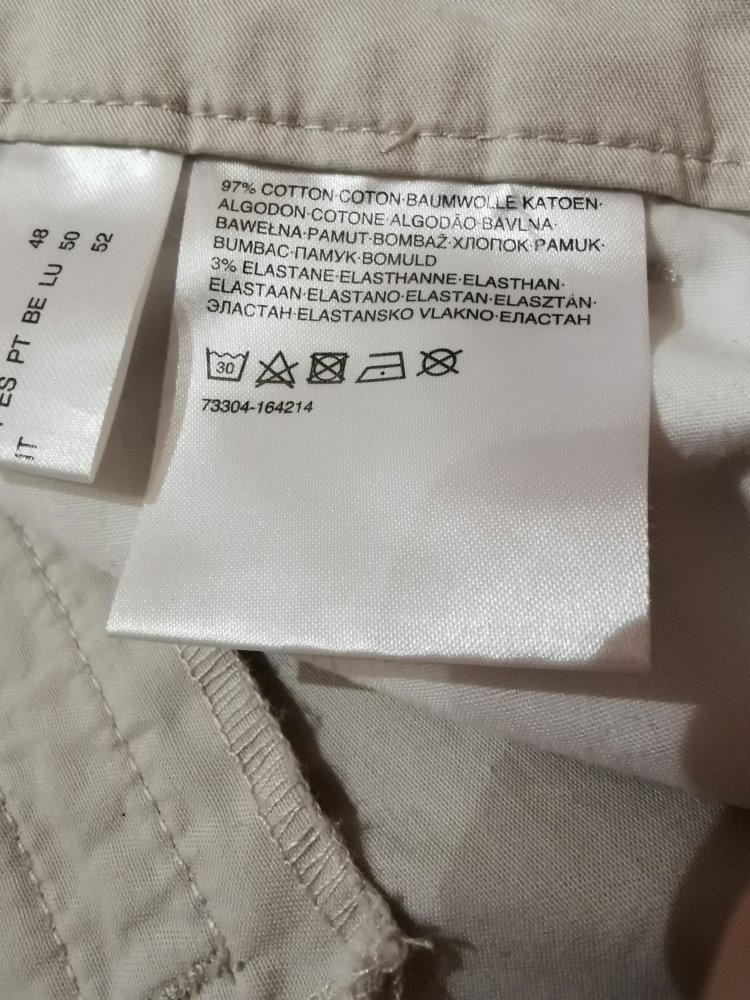 97% COTTON·COTON·BAUMWOLLE KATOEN·
ALGODON·COTONE·ALGODÃO·BAVLNA·
BAWEŁNA·PAMUT·BOMBAŽ·ХЛОПОК·PAMUK·
BUMBAC·ПАМУК·BOMULD
3% ELASTANE·ELASTHANNE·ELASTHAN·
ELASTAAN·ELASTANO·ELASTAN·ELASZTÁN·
ЭЛАСТАН·ELASTANSKO VLAKNO·ЕЛАСТАН
30
73304-164214
ES PT BE LU
IT
48
50
52